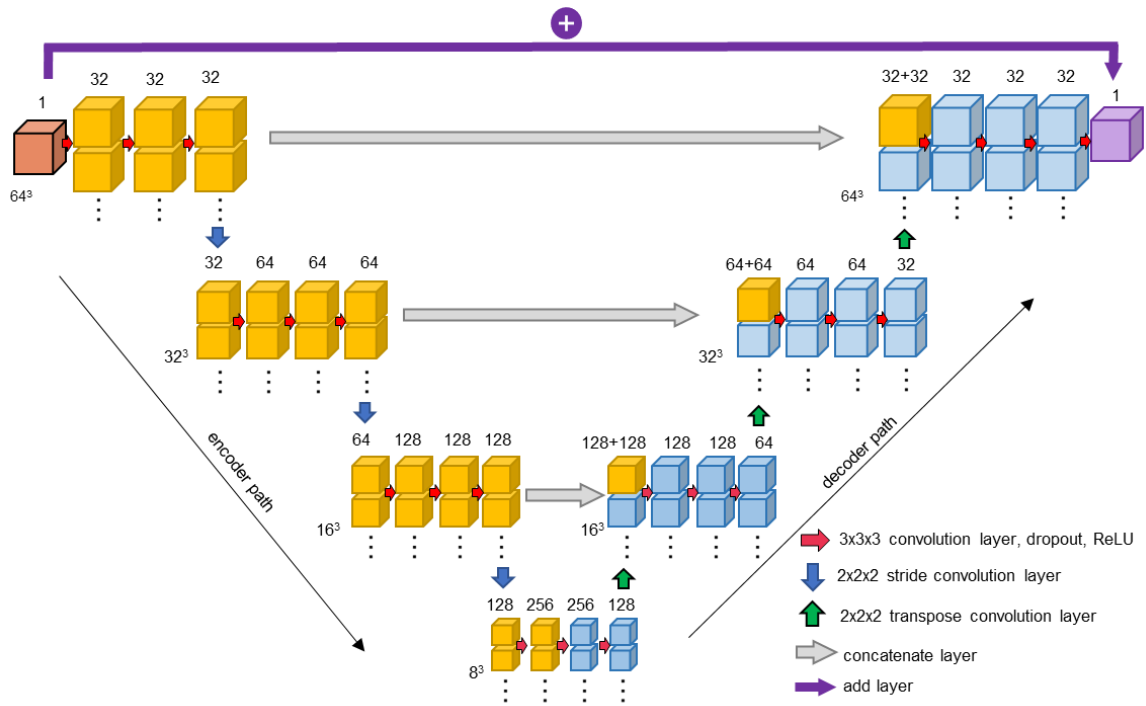 +
32 32 32
1
64³
32+32 32 32 32
1
64³
32 64 64 64
32³
64+64 64 64 32
32³
encoder path
64 128 128 128
16³
128+128 128 128 64
16³
decoder path
128 256 256 128
8³
3x3x3 convolution layer, dropout, ReLU
2x2x2 stride convolution layer
2x2x2 transpose convolution layer
concatenate layer
add layer